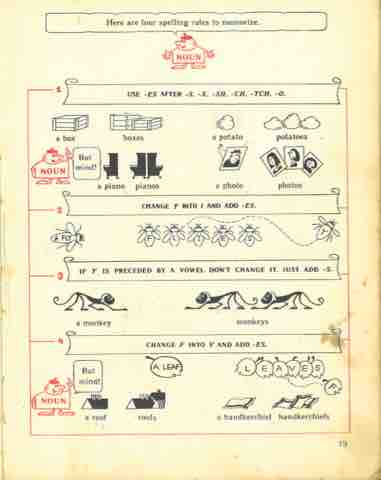 Here are four spelling rules to memorize.
NOUN
1 USE -ES AFTER -S, -X, -SH, -CH, -TCH, -O.
a box boxes a potato potatoes
NOUN But mind! a piano pianos a photo photos
2 CHANGE Y INTO I AND ADD -ES.
A FLY F L I E S Y
3 IF Y IS PRECEDED BY A VOWEL DON'T CHANGE IT. JUST ADD -S.
a monkey monkeys
4 CHANGE F INTO V AND ADD -ES.
A LEAF L E A V E S F
NOUN But mind! a roof roofs a handkerchief handkerchiefs
19